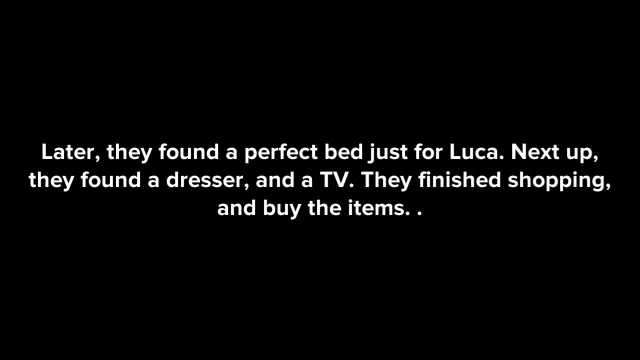 Later, they found a perfect bed just for Luca. Next up,
they found a dresser, and a TV. They finished shopping,
and buy the items. .